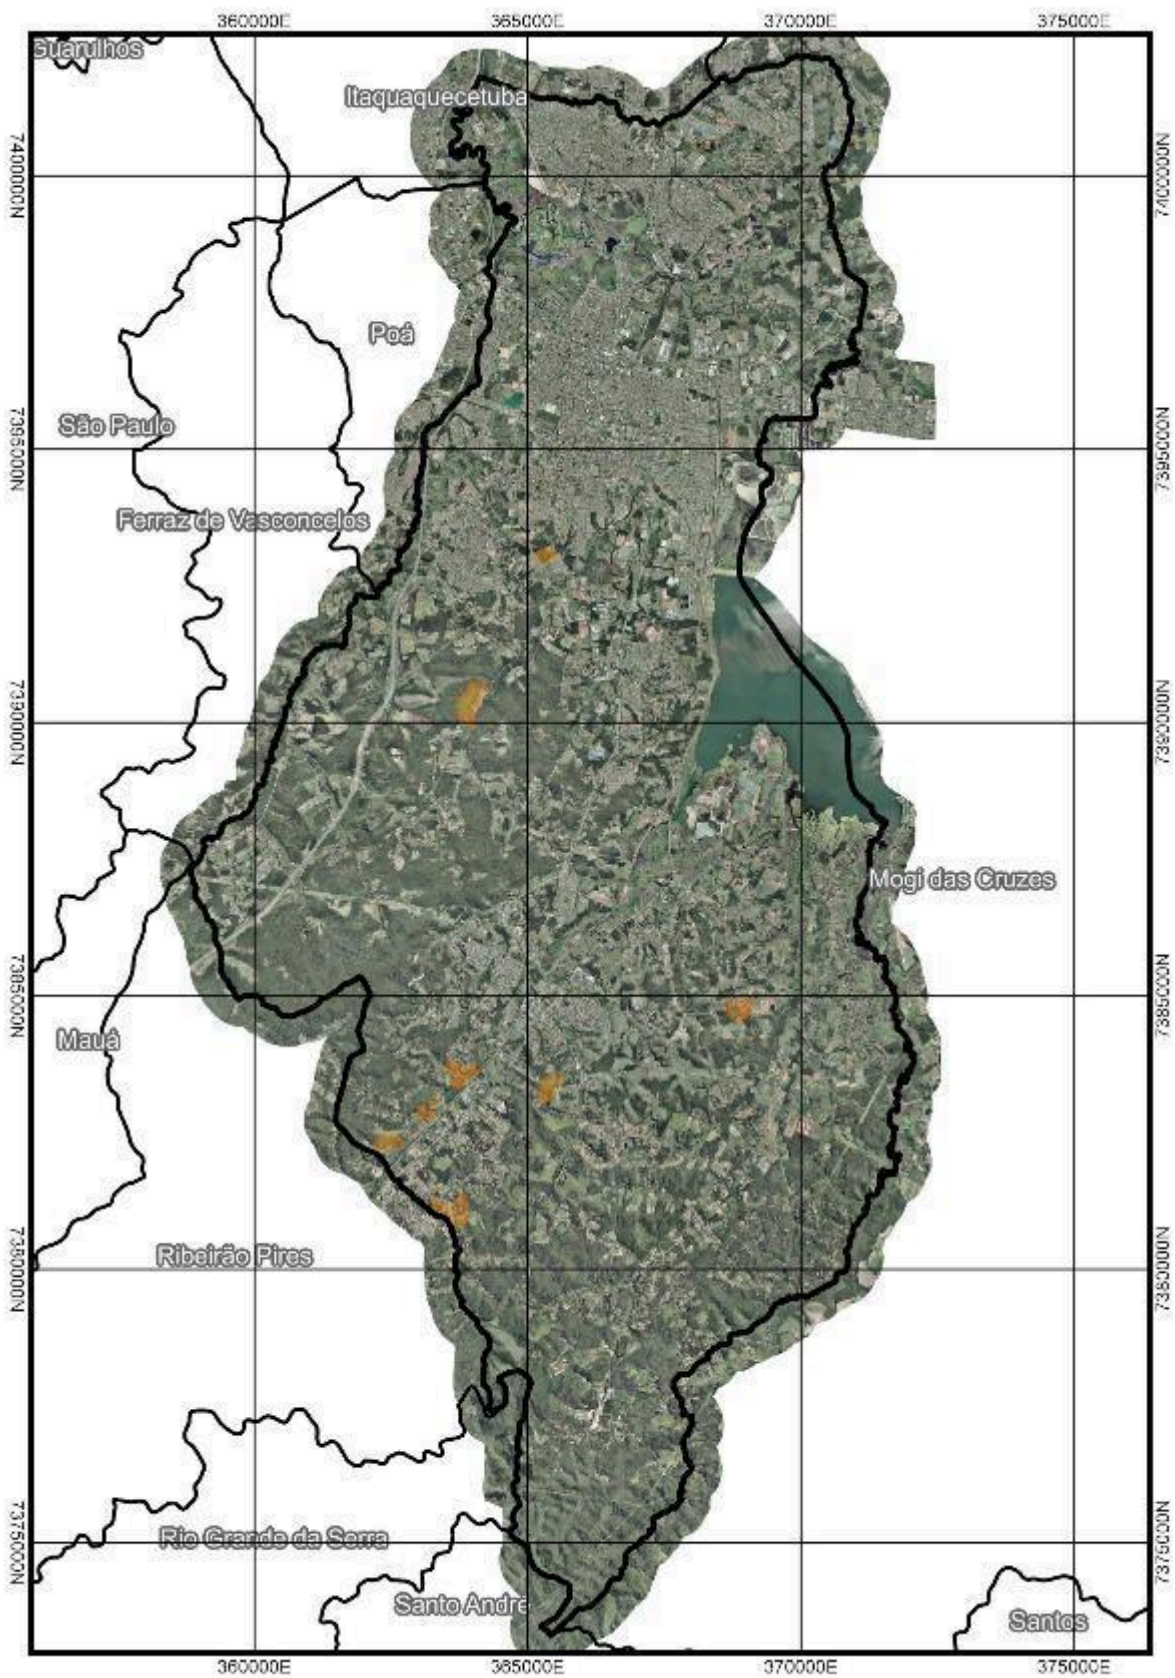 360000E 365000E 370000E 375000E
Guarulhos
Itaquaquecetuba
7400000N 7400000N
Poá
São Paulo
7395000N 7395000N
Ferraz de Vasconcelos
7390000N 7390000N
Mogi das Cruzes
7385000N 7385000N
Mauá
Ribeirão Pires
7380000N 7380000N
Rio Grande da Serra
7375000N 7375000N
Santo André
Santos
360000E 365000E 370000E 375000E